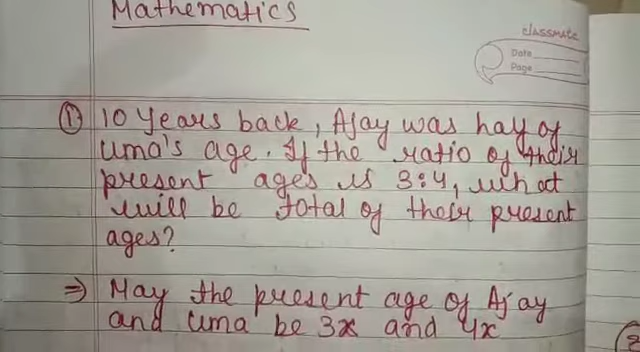 Mathematics
classmate
Date
Page
① 10 years back, Ajay was half of
Uma's age. If the ratio of their
present ages is 3:4, what
will be total of their present
ages?
⇒ May the present age of Ajay
and Uma be 3x and 4x